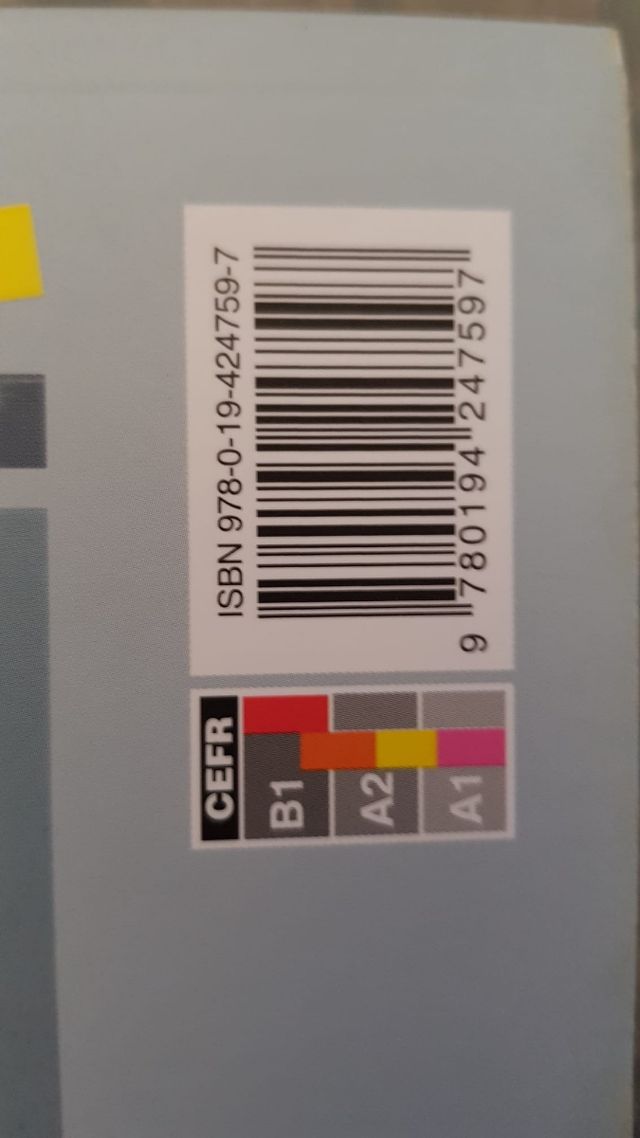 ISBN 978-0-19-424759-7
9 780194 247597
CEFR
B1
A2
A1